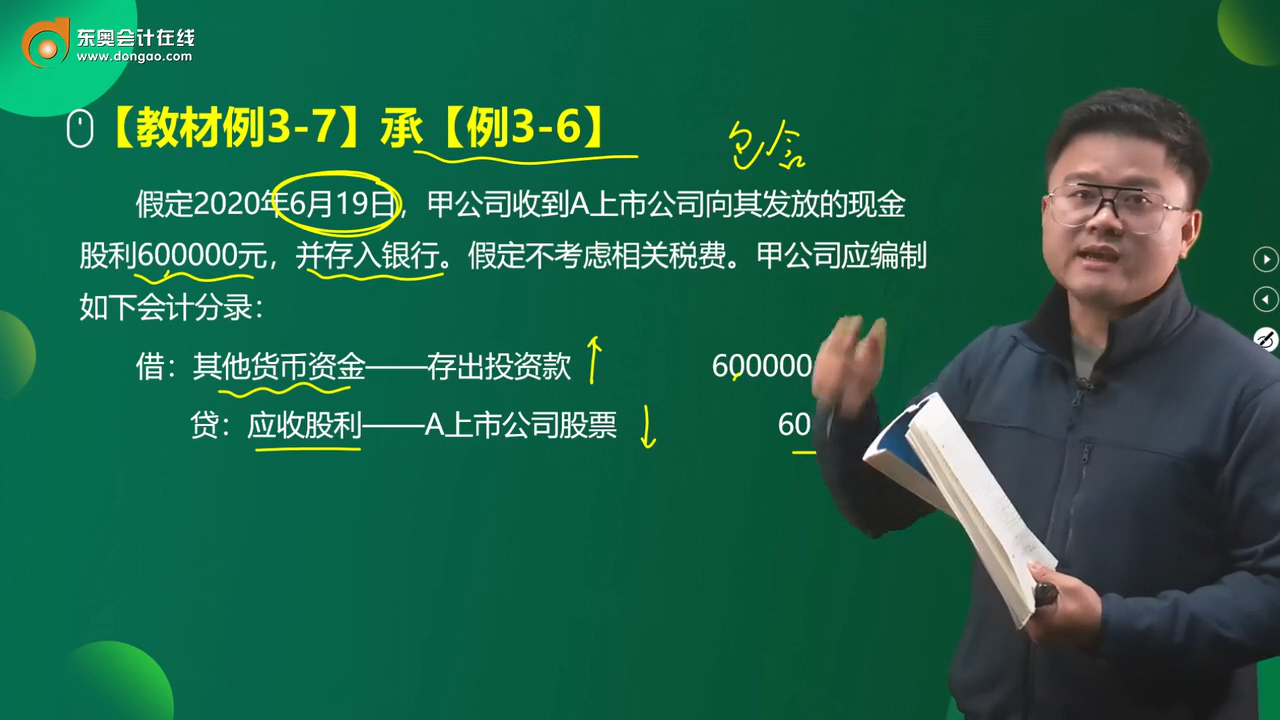 东奥会计在线
www.dongao.com
【教材例3-7】承【例3-6】
包含
假定2020年6月19日，甲公司收到A上市公司向其发放的现金
股利600000元，并存入银行。假定不考虑相关税费。甲公司应编制
如下会计分录：
借：其他货币资金——存出投资款 600000
贷：应收股利——A上市公司股票 60